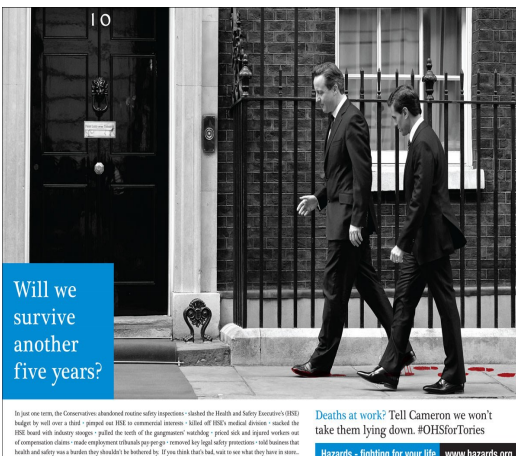 10
Will we
survive
another
five years?
In just one term, the Conservatives: abandoned routine safety inspections · slashed the Health and Safety Executive's (HSE)
budget by well over a third · pimped out HSE to commercial interests · killed off HSE's medical division · stacked the
HSE board with industry stooges · pulled the teeth of the gangmasters' watchdog · priced sick and injured workers out
of compensation claims · made employment tribunals pay-per-go · removed key legal safety protections · told business that
health and safety was a burden they shouldn't be bothered by. If you think that's bad, wait to see what they have in store..
Deaths at work? Tell Cameron we won't
take them lying down. #OHSforTories
Hazards - fighting for your life www.hazards.org